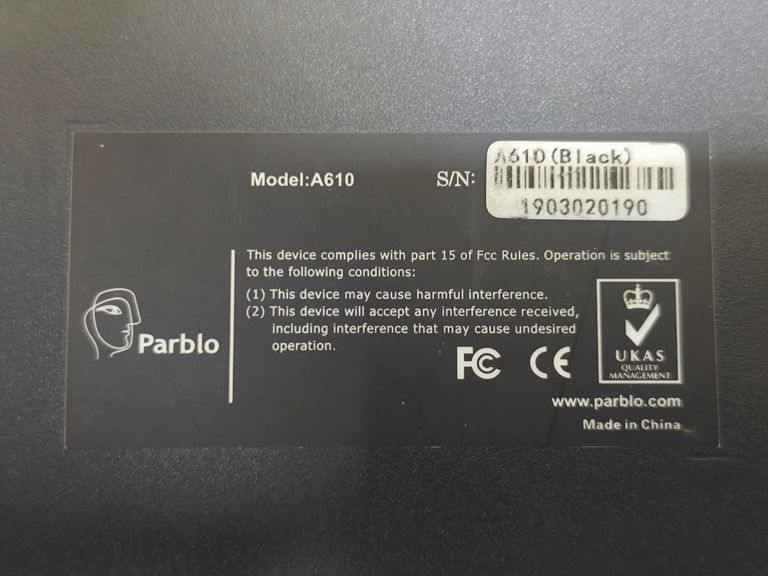 Model:A610
S/N:
A610(Black)
1903020190
This device complies with part 15 of Fcc Rules. Operation is subject
to the following conditions:
(1) This device may cause harmful interference.
(2) This device will accept any interference received,
including interference that may cause undesired
operation.
Parblo
FC CE
UKAS
QUALITY
MANAGEMENT
www.parblo.com
Made in China